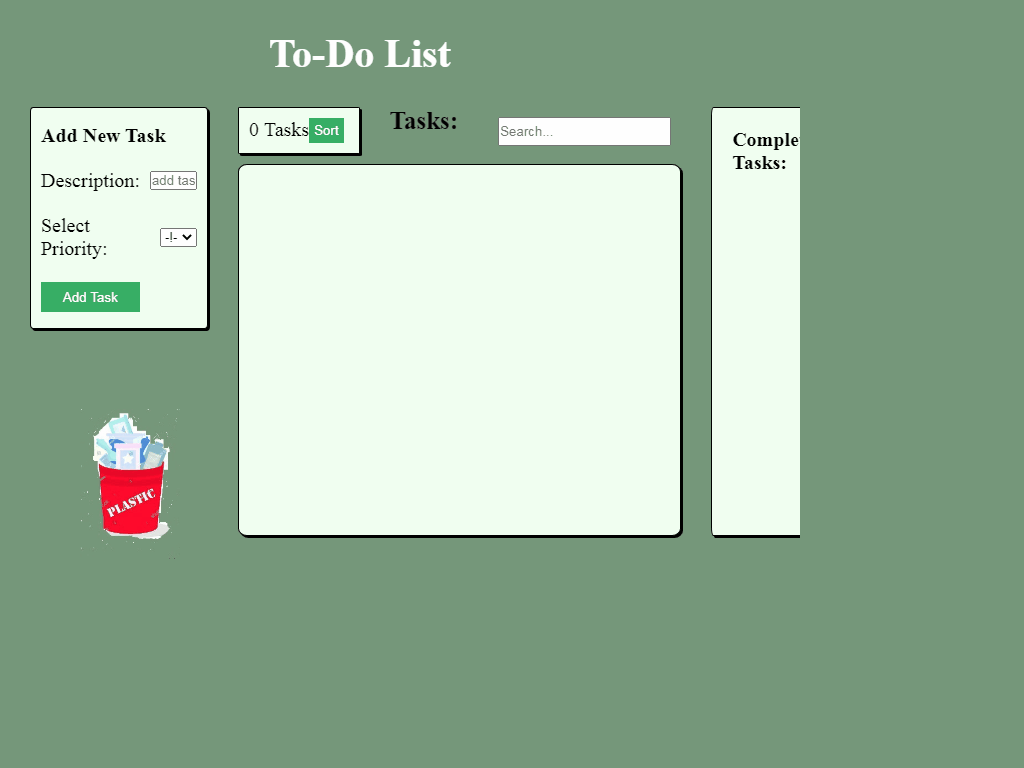 To-Do List
Add New Task
Description:
add tas
Select
Priority:
-!-
Add Task
PLASTIC
0 Tasks
Sort
Tasks:
Search...
Comple
Tasks: